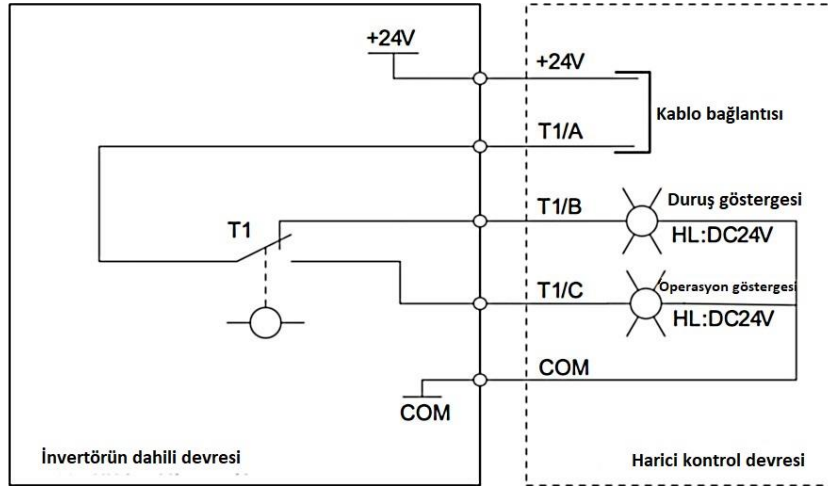 +24V
+24V
Kablo bağlantısı
T1/A
T1/B
Duruş göstergesi
T1
HL:DC24V
T1/C
Operasyon göstergesi
HL:DC24V
COM
COM
İnvertörün dahili devresi
Harici kontrol devresi